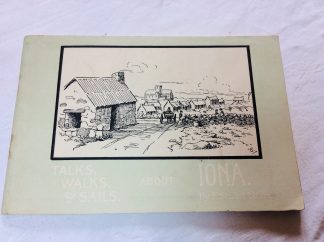 TALKS,
WALKS,
& SAILS.
ABOUT
IONA.